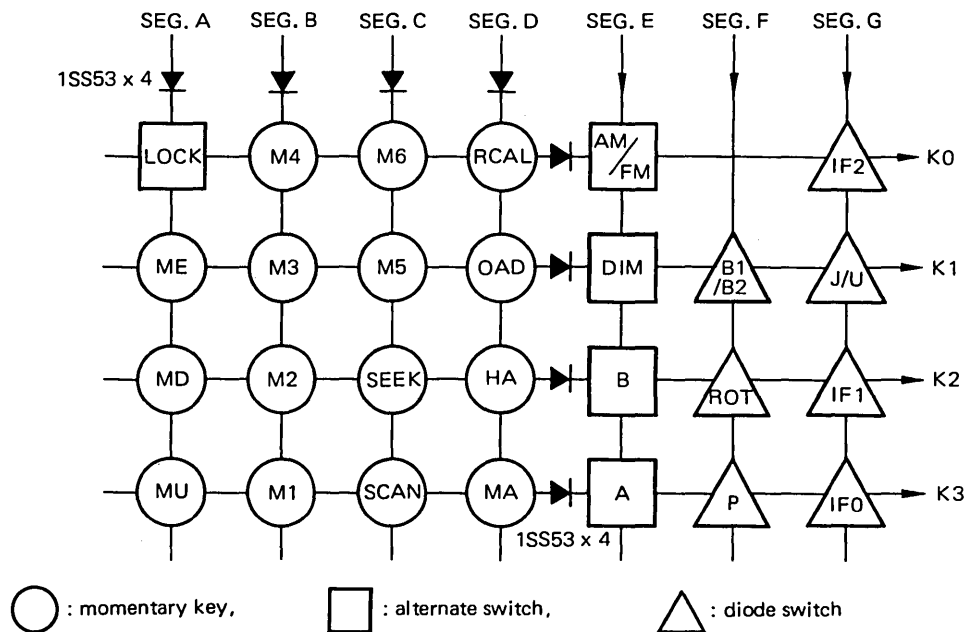 SEG. A SEG. B SEG. C SEG. D SEG. E SEG. F SEG. G
1SS53 x 4
LOCK M4 M6 RCAL AM/FM IF2 K0
ME M3 M5 OAD DIM B1/B2 J/U K1
MD M2 SEEK HA B ROT IF1 K2
MU M1 SCAN MA A P IF0 K3
1SS53 x 4
: momentary key, : alternate switch, : diode switch